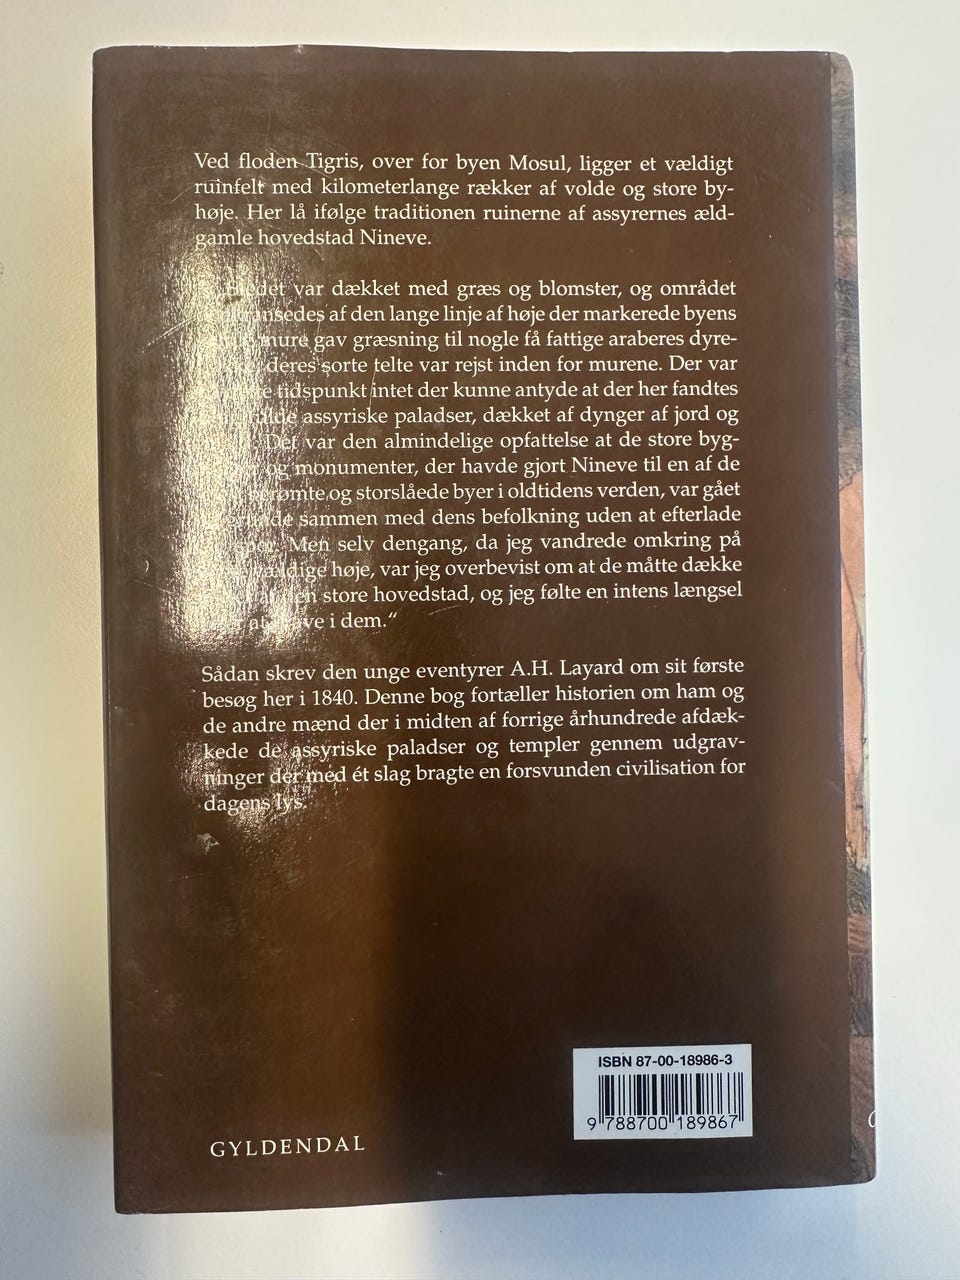 Ved floden Tigris, over for byen Mosul, ligger et vældigt
ruinfelt med kilometerlange rækker af volde og store by-
høje. Her lå ifølge traditionen ruinerne af assyrernes æld-
gamle hovedstad Nineve.
Stedet var dækket med græs og blomster, og området
af den lange linje af høje der markerede byens
mure gav græsning til nogle få fattige araberes dyre-
deres sorte telte var rejst inden for murene. Der var
tidspunkt intet der kunne antyde at der her fandtes
assyriske paladser, dækket af dynger af jord og
Det var den almindelige opfattelse at de store byg-
og monumenter, der havde gjort Nineve til en af de
berømte og storslåede byer i oldtidens verden, var gået
sammen med dens befolkning uden at efterlade
spor. Men selv dengang, da jeg vandrede omkring på
vældige høje, var jeg overbevist om at de måtte dække
store hovedstad, og jeg følte en intens længsel
at grave i dem.“
Sådan skrev den unge eventyrer A.H. Layard om sit første
besøg her i 1840. Denne bog fortæller historien om ham og
de andre mænd der i midten af forrige århundrede afdæk-
kede de assyriske paladser og templer gennem udgrav-
ninger der med ét slag bragte en forsvunden civilisation for
dagens lys.
ISBN 87-00-18986-3
9 788700 189867
GYLDENDAL